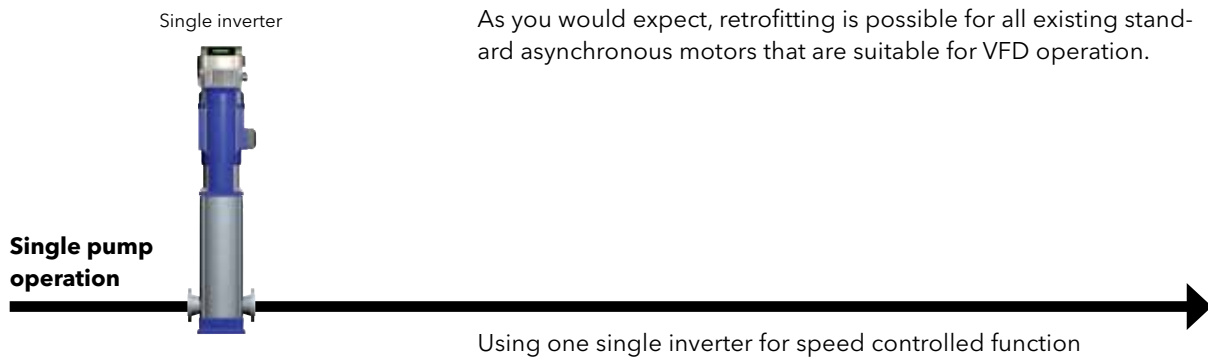 Single inverter
As you would expect, retrofitting is possible for all existing stand-
ard asynchronous motors that are suitable for VFD operation.
Single pump
operation
Using one single inverter for speed controlled function